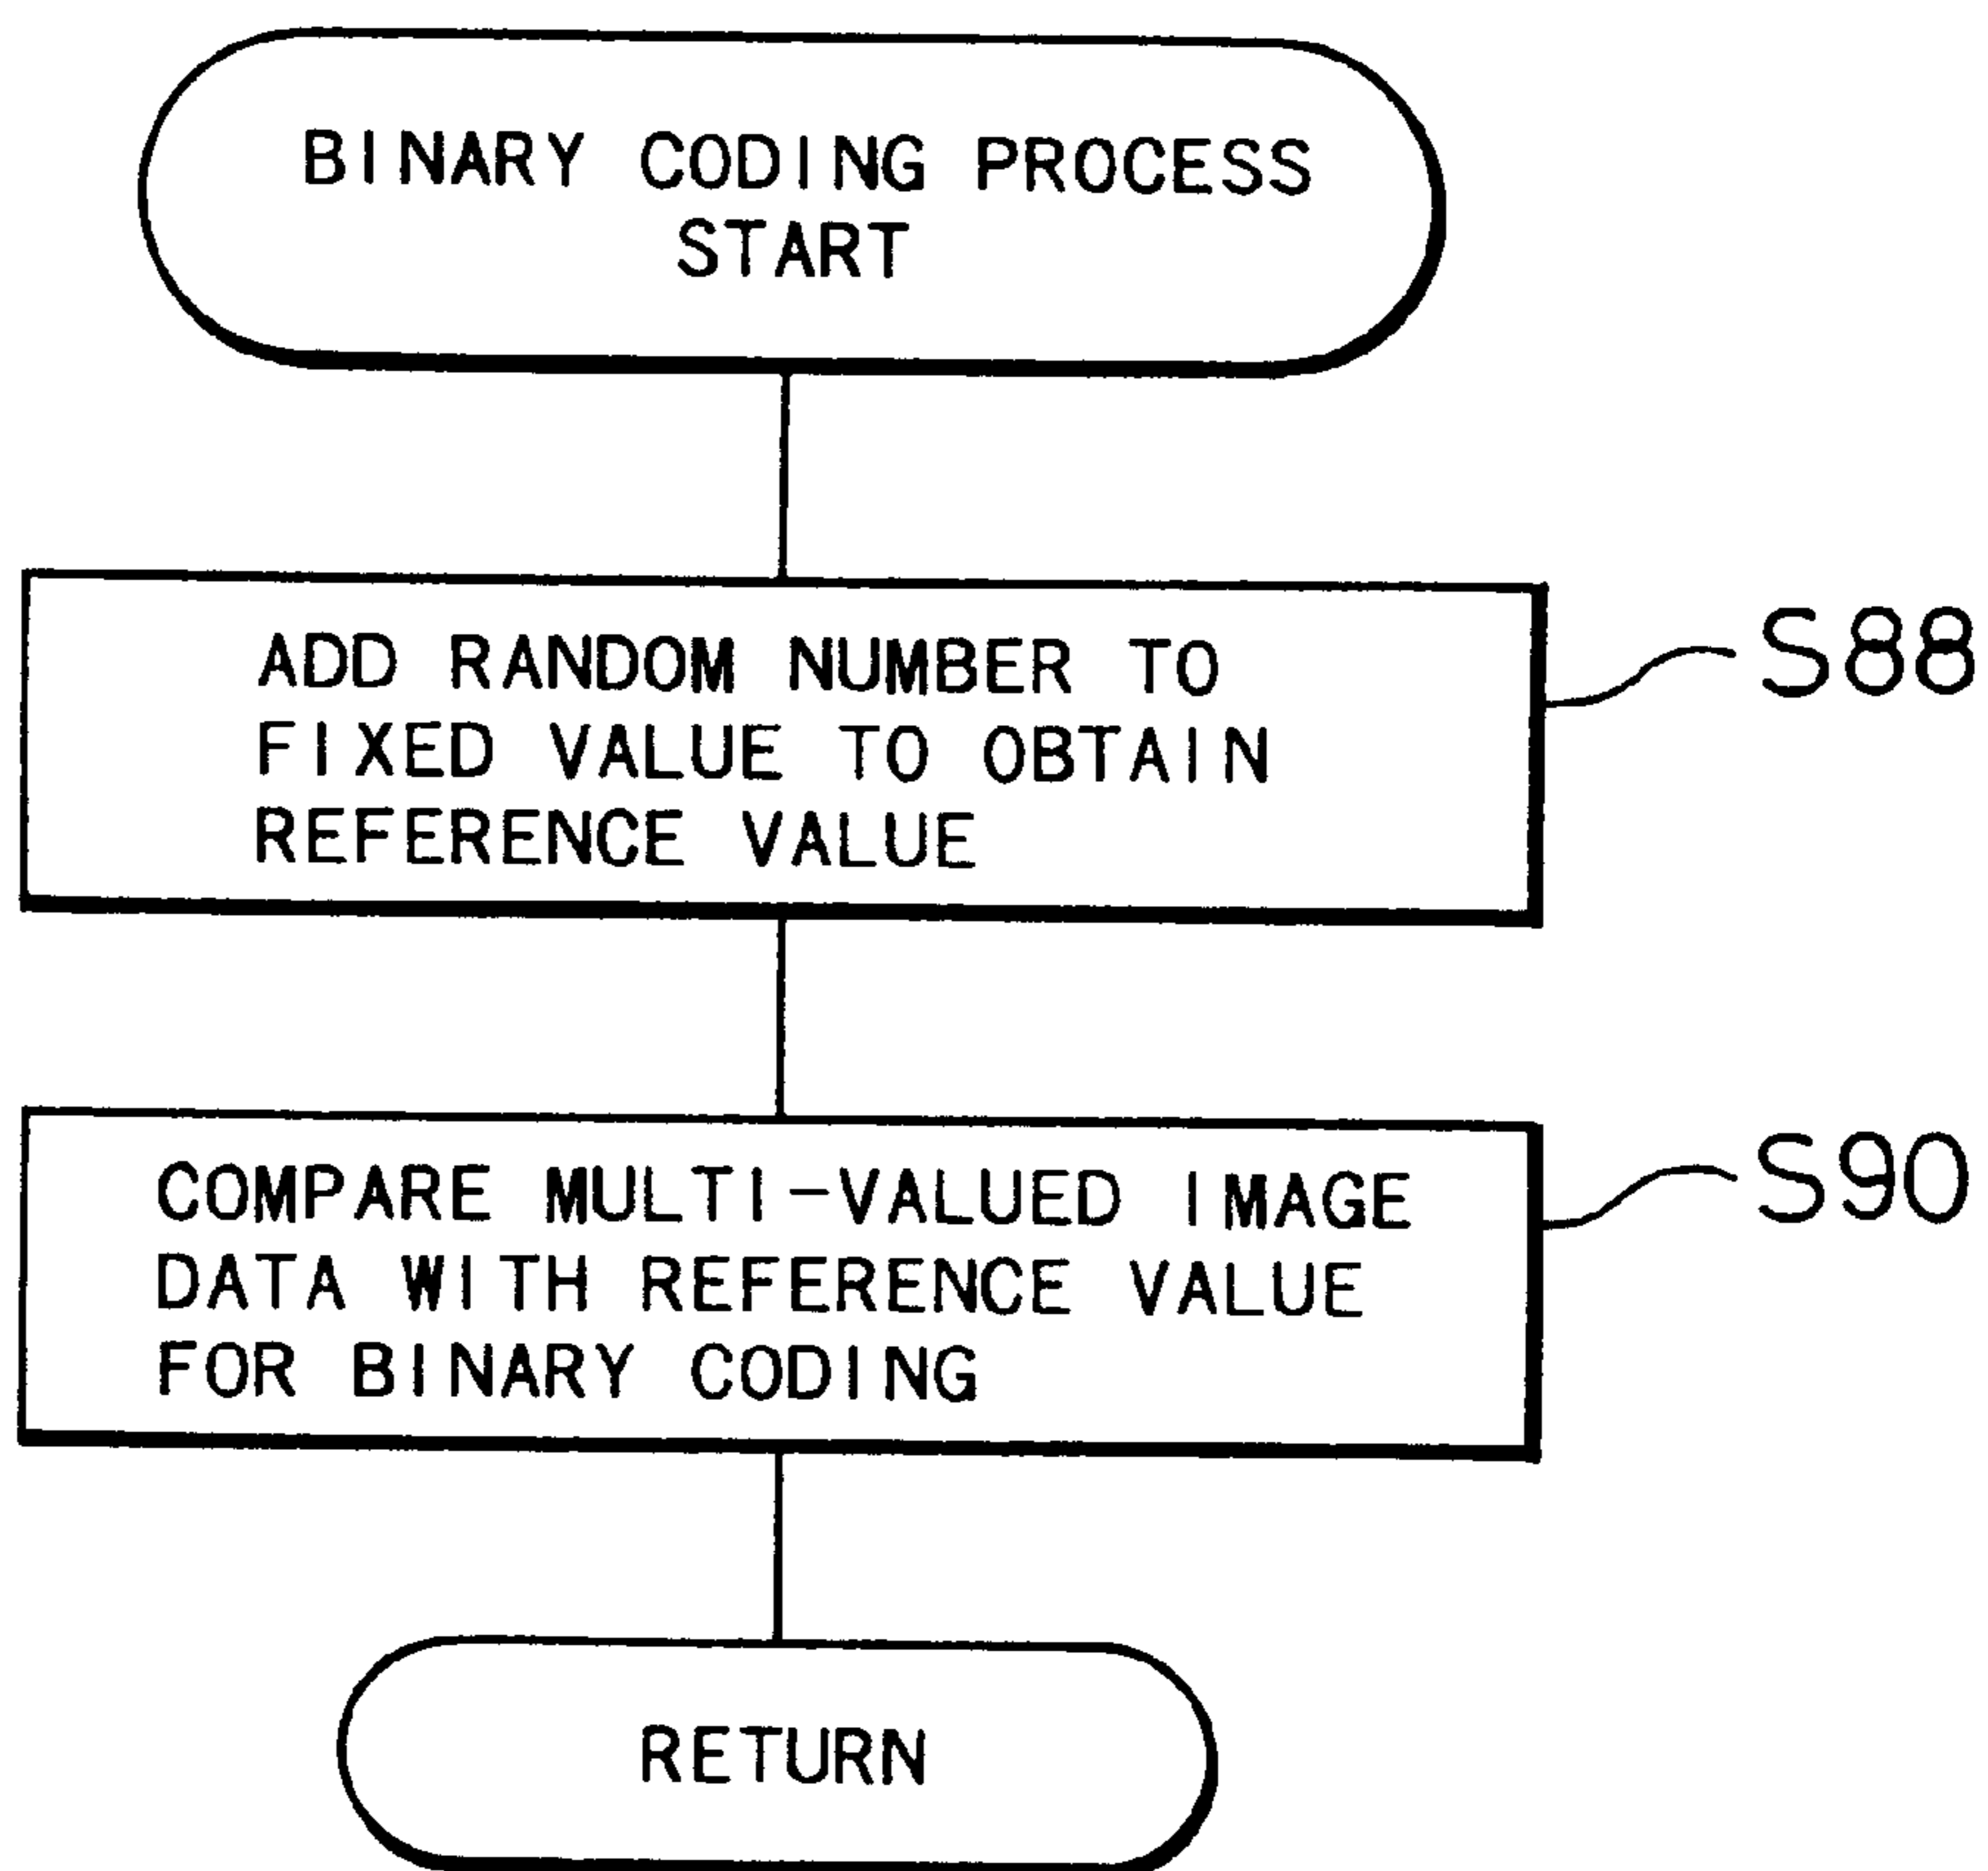 BINARY CODING PROCESS
START
ADD RANDOM NUMBER TO
FIXED VALUE TO OBTAIN
REFERENCE VALUE
S88
COMPARE MULTI-VALUED IMAGE
DATA WITH REFERENCE VALUE
FOR BINARY CODING
S90
RETURN